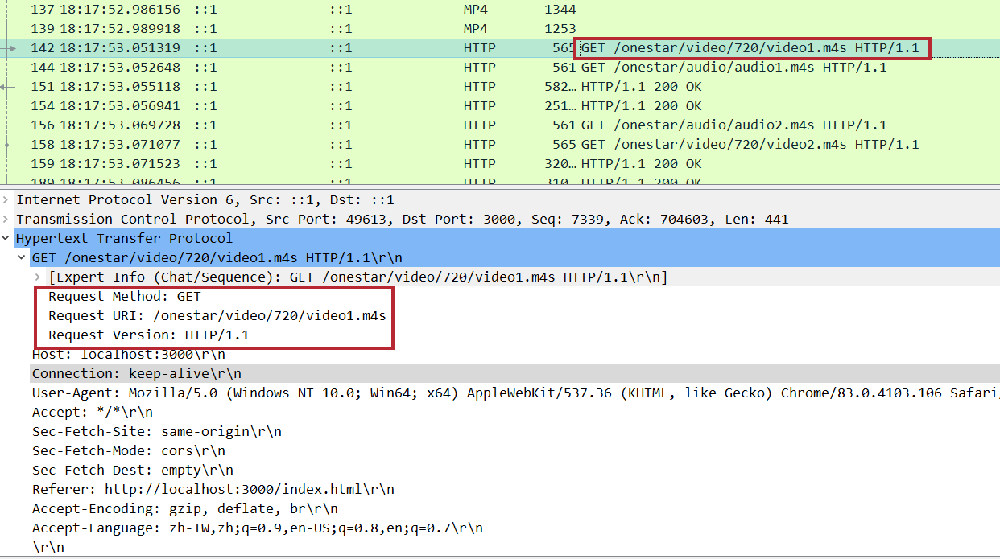 137 18:17:52.986156 ::1 ::1 MP4 1344
139 18:17:52.989918 ::1 ::1 MP4 1253
142 18:17:53.051319 ::1 ::1 HTTP 565 GET /onestar/video/720/video1.m4s HTTP/1.1
144 18:17:53.052648 ::1 ::1 HTTP 561 GET /onestar/audio/audio1.m4s HTTP/1.1
151 18:17:53.055118 ::1 ::1 HTTP 582… HTTP/1.1 200 OK
154 18:17:53.056941 ::1 ::1 HTTP 251… HTTP/1.1 200 OK
156 18:17:53.069728 ::1 ::1 HTTP 561 GET /onestar/audio/audio2.m4s HTTP/1.1
158 18:17:53.071077 ::1 ::1 HTTP 565 GET /onestar/video/720/video2.m4s HTTP/1.1
159 18:17:53.071523 ::1 ::1 HTTP 320… HTTP/1.1 200 OK
189 18:17:53.086456 ::1 ::1 HTTP 310… HTTP/1.1 200 OK
Internet Protocol Version 6, Src: ::1, Dst: ::1
Transmission Control Protocol, Src Port: 49613, Dst Port: 3000, Seq: 7339, Ack: 704603, Len: 441
Hypertext Transfer Protocol
GET /onestar/video/720/video1.m4s HTTP/1.1\r\n
[Expert Info (Chat/Sequence): GET /onestar/video/720/video1.m4s HTTP/1.1\r\n]
Request Method: GET
Request URI: /onestar/video/720/video1.m4s
Request Version: HTTP/1.1
Host: localhost:3000\r\n
Connection: keep-alive\r\n
User-Agent: Mozilla/5.0 (Windows NT 10.0; Win64; x64) AppleWebKit/537.36 (KHTML, like Gecko) Chrome/83.0.4103.106 Safari/
Accept: */*\r\n
Sec-Fetch-Site: same-origin\r\n
Sec-Fetch-Mode: cors\r\n
Sec-Fetch-Dest: empty\r\n
Referer: http://localhost:3000/index.html\r\n
Accept-Encoding: gzip, deflate, br\r\n
Accept-Language: zh-TW,zh;q=0.9,en-US;q=0.8,en;q=0.7\r\n
\r\n